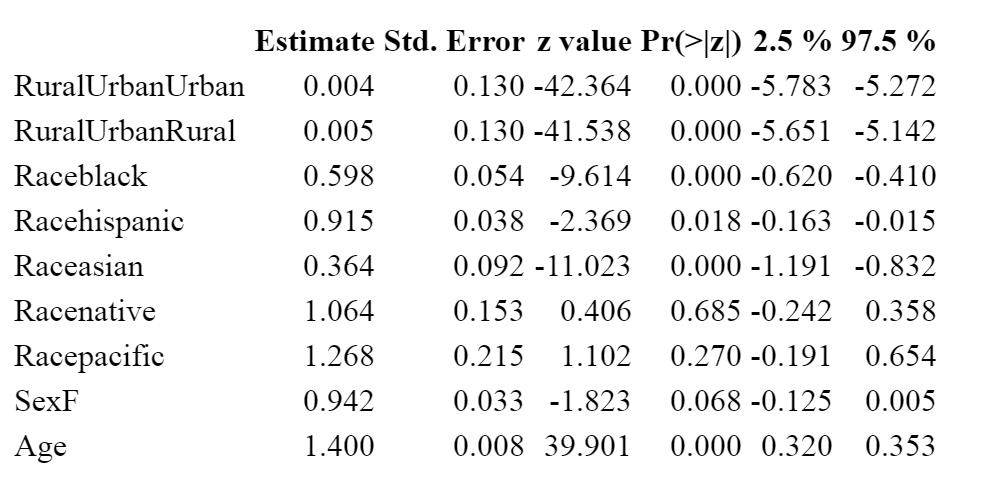 Estimate Std. Error z value Pr(>|z|) 2.5 % 97.5 %
RuralUrbanUrban 0.004 0.130 -42.364 0.000 -5.783 -5.272
RuralUrbanRural 0.005 0.130 -41.538 0.000 -5.651 -5.142
Raceblack 0.598 0.054 -9.614 0.000 -0.620 -0.410
Racehispanic 0.915 0.038 -2.369 0.018 -0.163 -0.015
Raceasian 0.364 0.092 -11.023 0.000 -1.191 -0.832
Racenative 1.064 0.153 0.406 0.685 -0.242 0.358
Racepacific 1.268 0.215 1.102 0.270 -0.191 0.654
SexF 0.942 0.033 -1.823 0.068 -0.125 0.005
Age 1.400 0.008 39.901 0.000 0.320 0.353